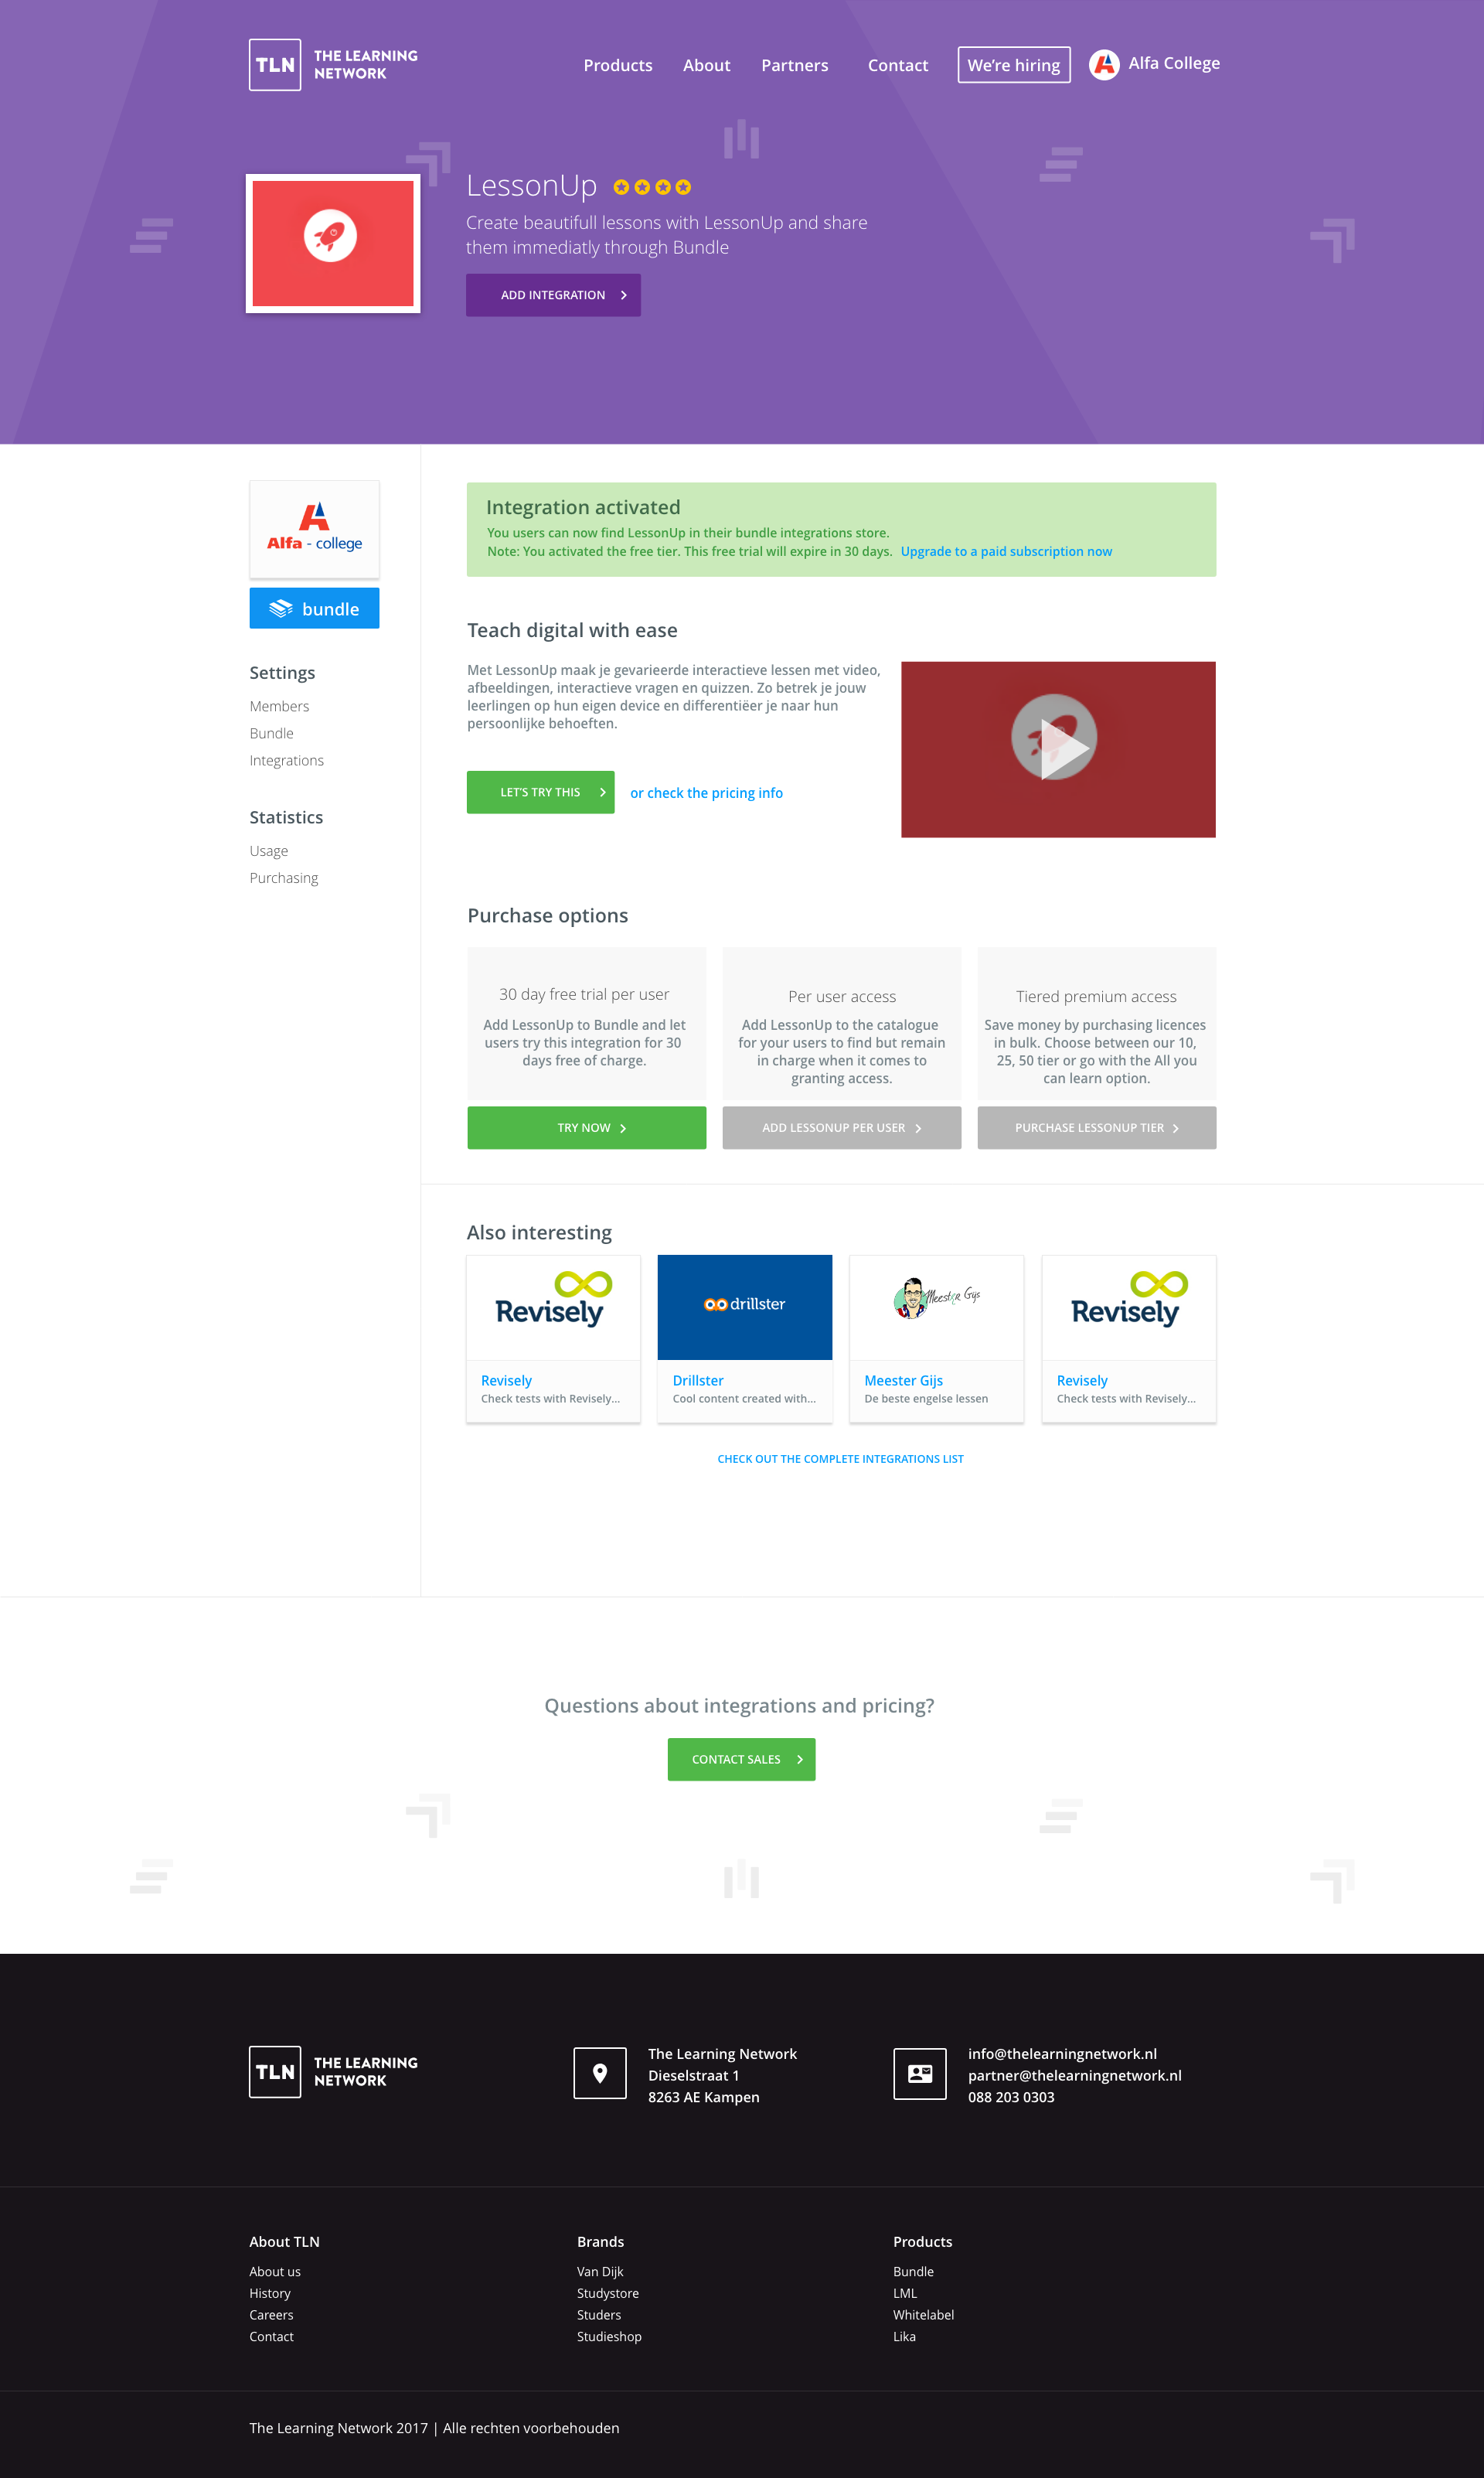 TLN
THE LEARNING
NETWORK
Products
About
Partners
Contact
We're hiring
Alfa College
LessonUp
Create beautifull lessons with LessonUp and share
them immediatly through Bundle
ADD INTEGRATION
Alfa - college
bundle
Settings
Members
Bundle
Integrations
Statistics
Usage
Purchasing
Integration activated
You users can now find LessonUp in their bundle integrations store.
Note: You activated the free tier. This free trial will expire in 30 days. Upgrade to a paid subscription now
Teach digital with ease
Met LessonUp maak je gevarieerde interactieve lessen met video,
afbeeldingen, interactieve vragen en quizzen. Zo betrek je jouw
leerlingen op hun eigen device en differentiëer je naar hun
persoonlijke behoeften.
LET'S TRY THIS
or check the pricing info
Purchase options
30 day free trial per user
Add LessonUp to Bundle and let
users try this integration for 30
days free of charge.
TRY NOW
Per user access
Add LessonUp to the catalogue
for your users to find but remain
in charge when it comes to
granting access.
ADD LESSONUP PER USER
Tiered premium access
Save money by purchasing licences
in bulk. Choose between our 10,
25, 50 tier or go with the All you
can learn option.
PURCHASE LESSONUP TIER
Also interesting
Revisely
Revisely
Check tests with Revisely...
drillster
Drillster
Cool content created with...
Meester Gijs
Meester Gijs
De beste engelse lessen
Revisely
Revisely
Check tests with Revisely...
CHECK OUT THE COMPLETE INTEGRATIONS LIST
Questions about integrations and pricing?
CONTACT SALES
TLN
THE LEARNING
NETWORK
The Learning Network
Dieselstraat 1
8263 AE Kampen
info@thelearningnetwork.nl
partner@thelearningnetwork.nl
088 203 0303
About TLN
About us
History
Careers
Contact
Brands
Van Dijk
Studystore
Studers
Studieshop
Products
Bundle
LML
Whitelabel
Lika
The Learning Network 2017 | Alle rechten voorbehouden